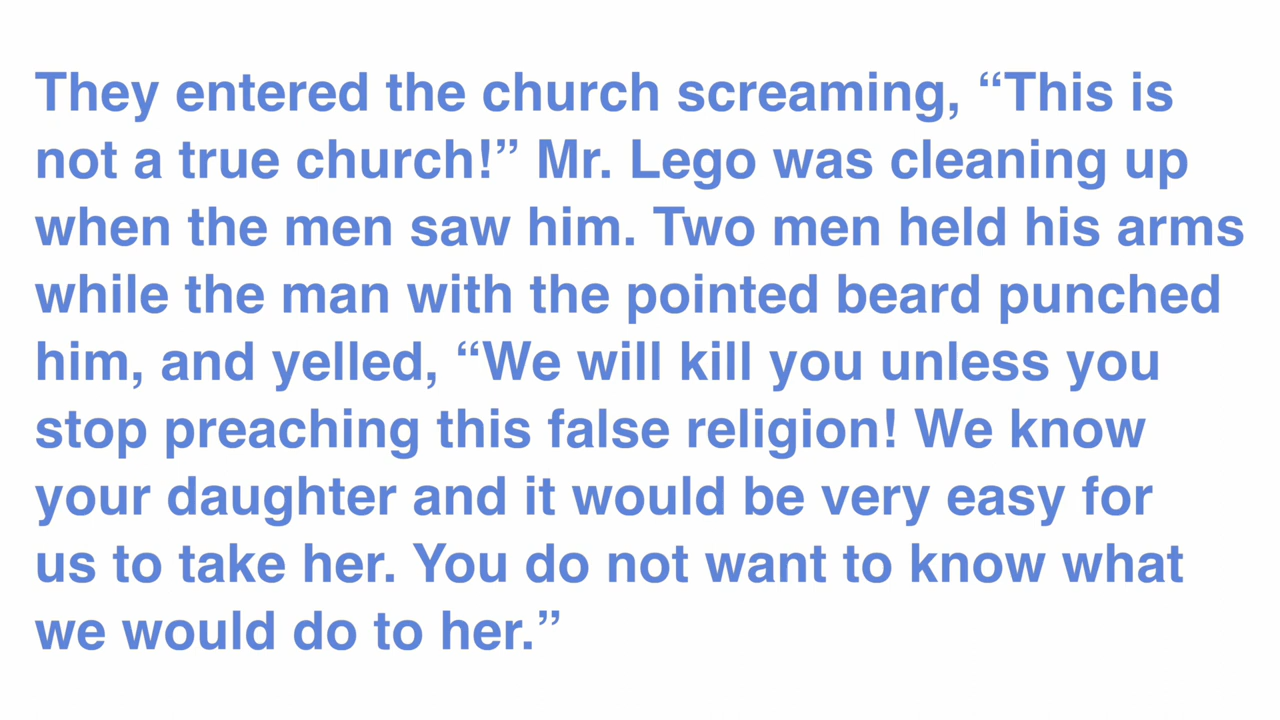 They entered the church screaming, “This is
not a true church!” Mr. Lego was cleaning up
when the men saw him. Two men held his arms
while the man with the pointed beard punched
him, and yelled, “We will kill you unless you
stop preaching this false religion! We know
your daughter and it would be very easy for
us to take her. You do not want to know what
we would do to her.”